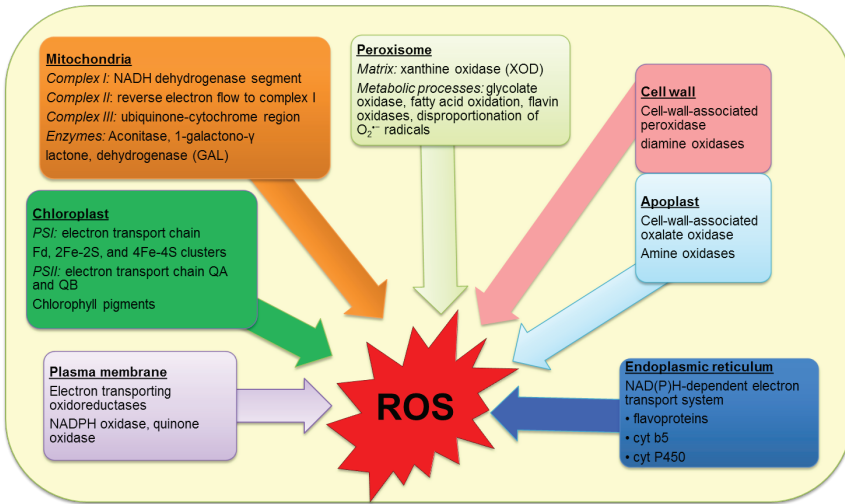 Mitochondria
Complex I: NADH dehydrogenase segment
Complex II: reverse electron flow to complex I
Complex III: ubiquinone-cytochrome region
Enzymes: Aconitase, 1-galactono-γ
lactone, dehydrogenase (GAL)
Peroxisome
Matrix: xanthine oxidase (XOD)
Metabolic processes: glycolate
oxidase, fatty acid oxidation, flavin
oxidases, disproportionation of
O₂•− radicals
Cell wall
Cell-wall-associated
peroxidase
diamine oxidases
Chloroplast
PSI: electron transport chain
Fd, 2Fe-2S, and 4Fe-4S clusters
PSII: electron transport chain QA
and QB
Chlorophyll pigments
Apoplast
Cell-wall-associated
oxalate oxidase
Amine oxidases
Plasma membrane
Electron transporting
oxidoreductases
NADPH oxidase, quinone
oxidase
ROS
Endoplasmic reticulum
NAD(P)H-dependent electron
transport system
• flavoproteins
• cyt b5
• cyt P450